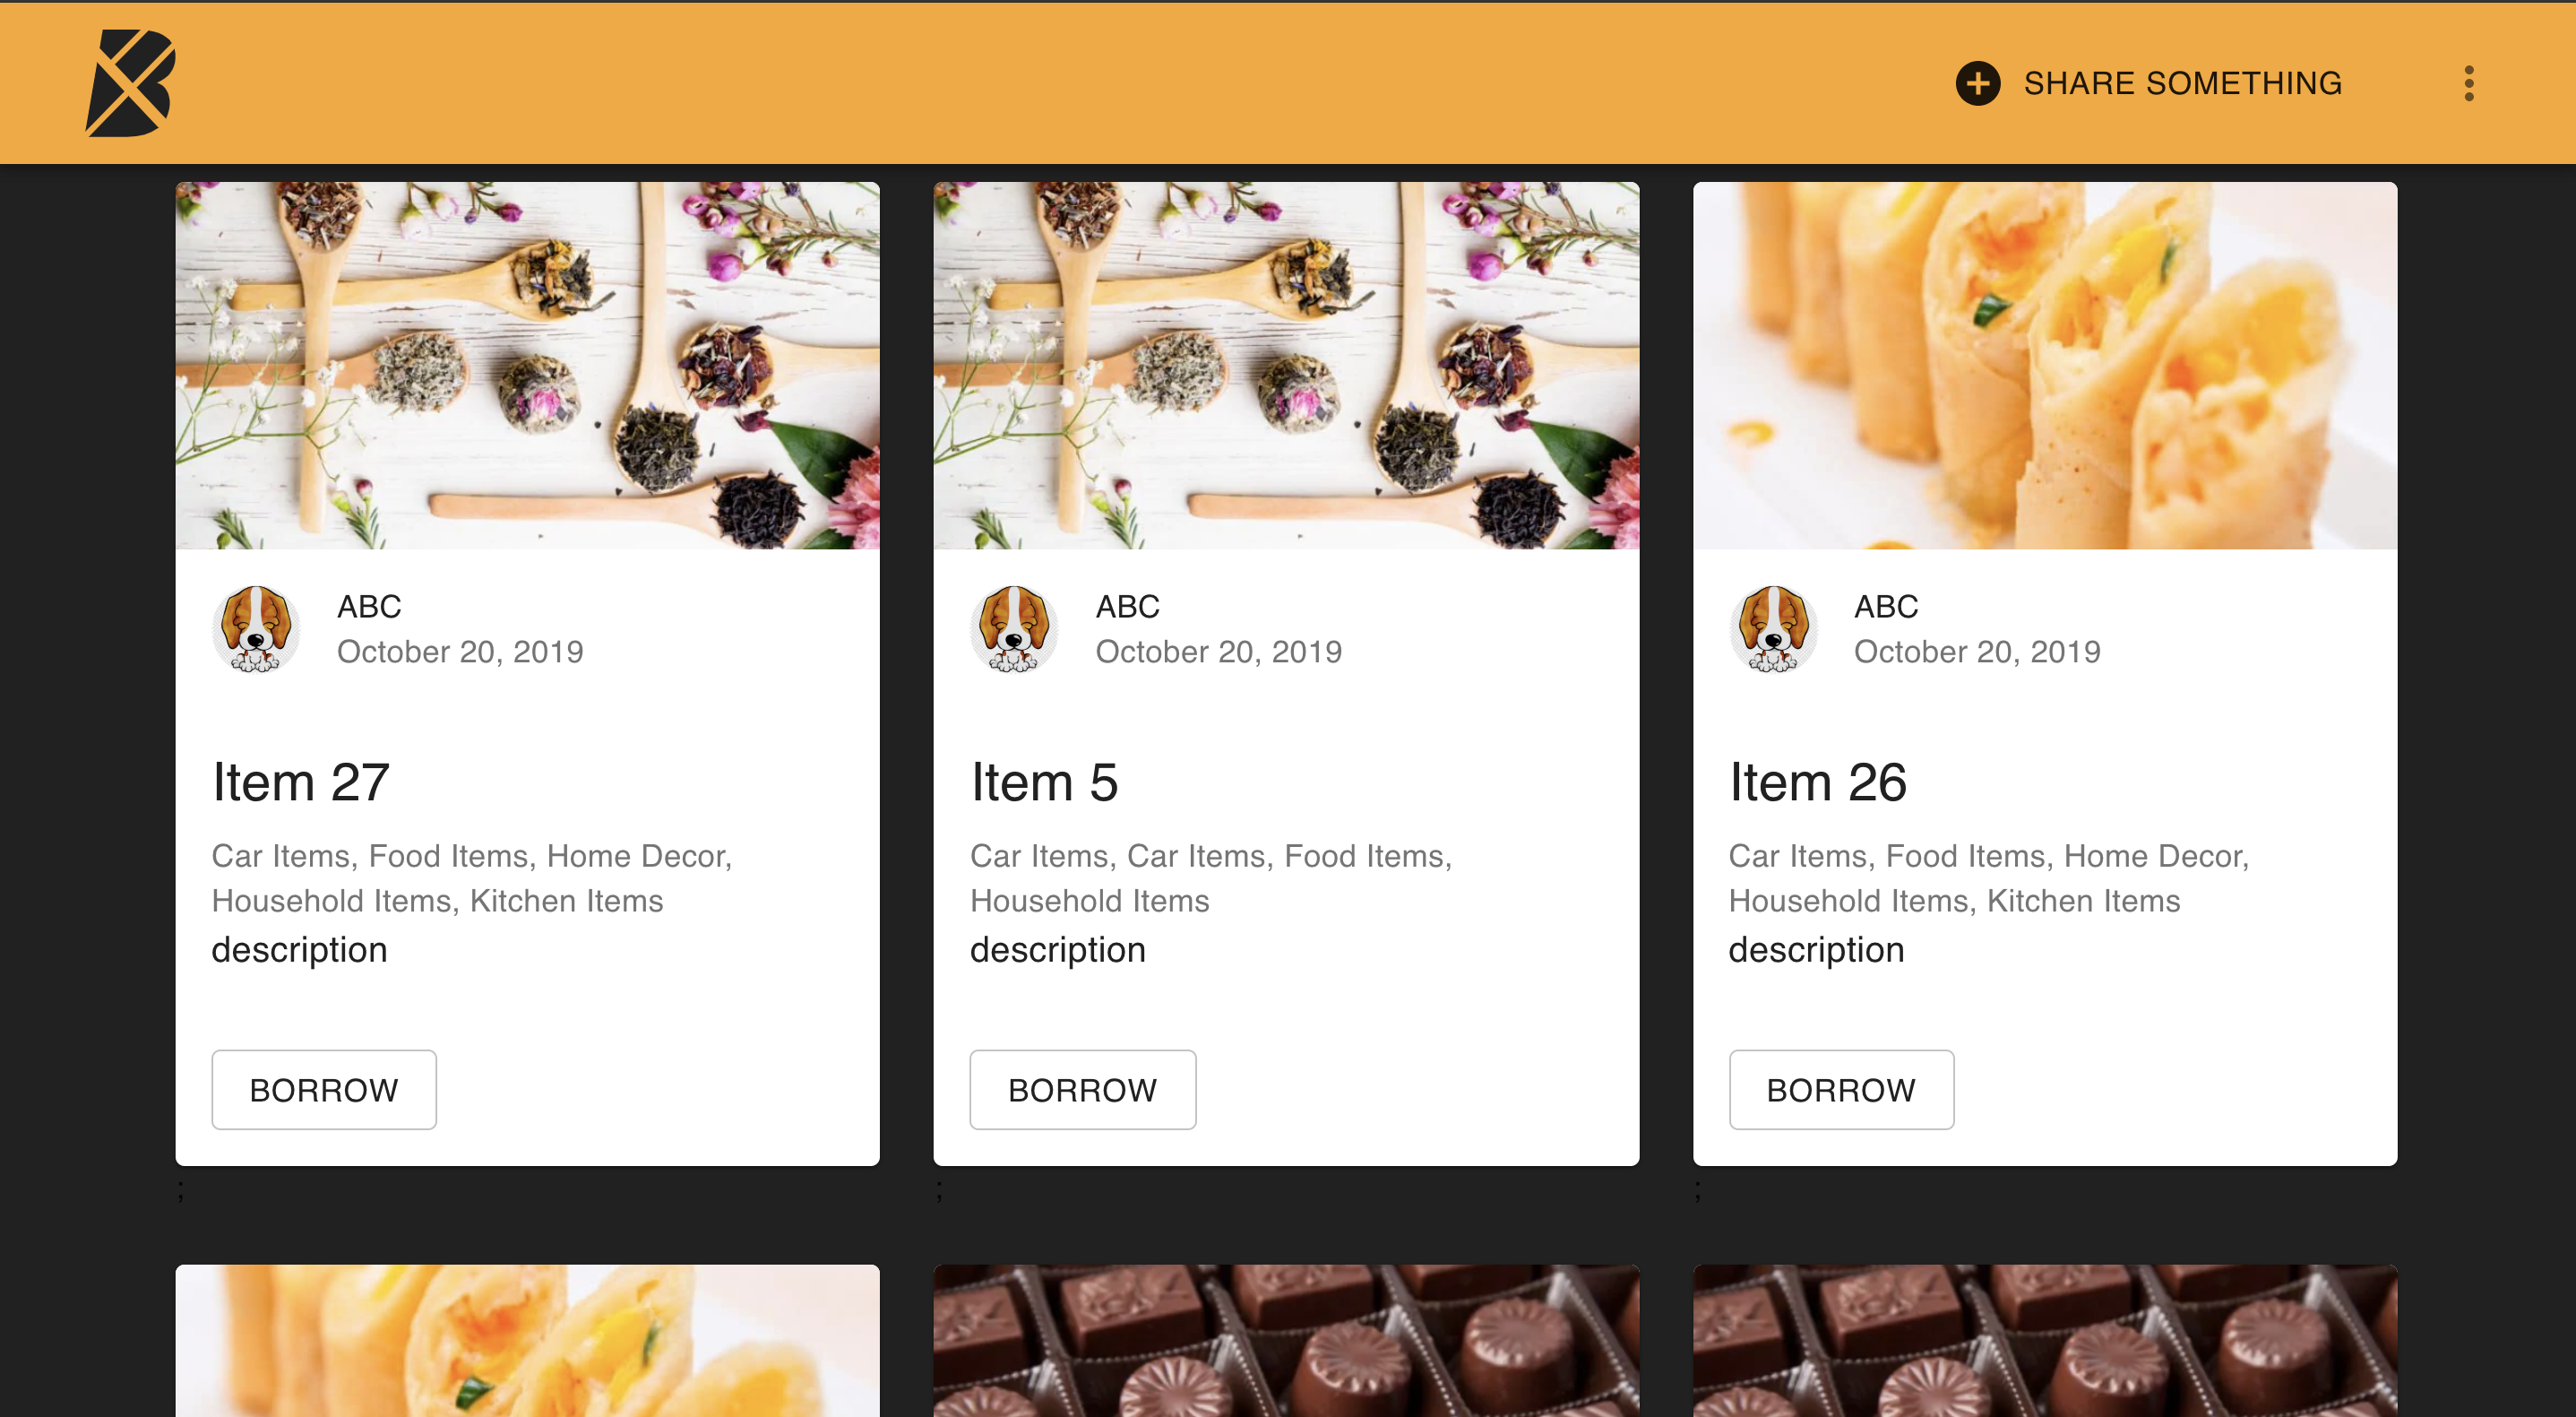 SHARE SOMETHING
ABC
October 20, 2019
Item 27
Car Items, Food Items, Home Decor,
Household Items, Kitchen Items
description
BORROW
;
ABC
October 20, 2019
Item 5
Car Items, Car Items, Food Items,
Household Items
description
BORROW
;
ABC
October 20, 2019
Item 26
Car Items, Food Items, Home Decor,
Household Items, Kitchen Items
description
BORROW
;